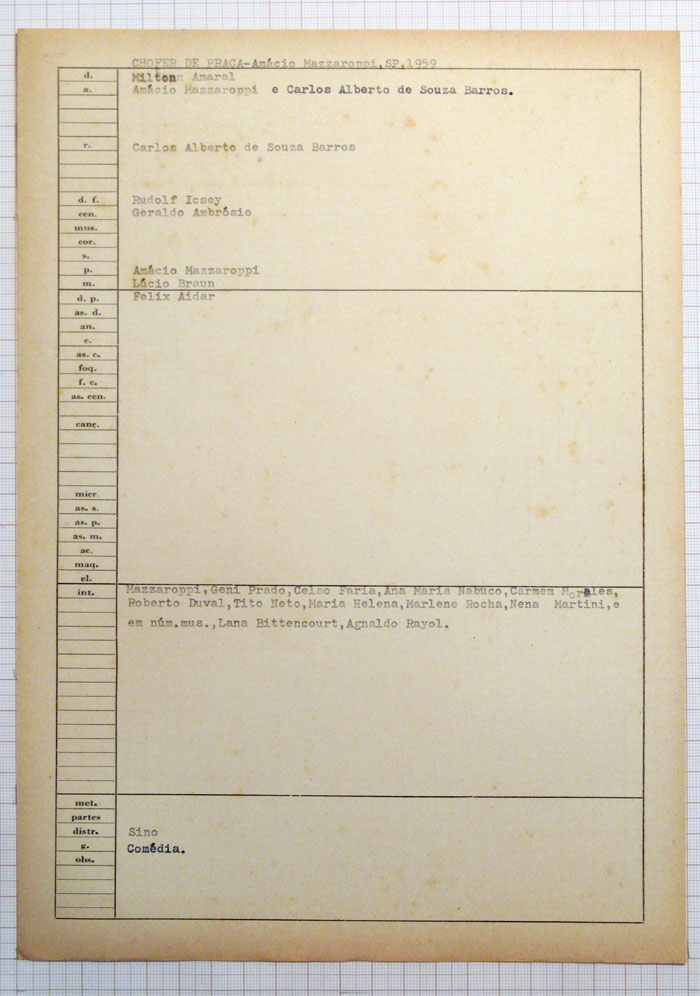 CHOFER DE PRAÇA-Amácio Mazzaroppi,SP,1959
d. Miltons Amaral
a. Amácio Mazzaroppi e Carlos Alberto de Souza Barros.
r. Carlos Alberto de Souza Barros
d. f. Rudolf Icsey
cen. Geraldo Ambrósio
mus.
cor.
s.
p. Amácio Mazzaroppi
m. Lúcio Braun
d. p. Felix Aidar
as. d.
an.
c.
as. c.
foq.
f. c.
as. cen.
canç.
micr.
as. s.
as. p.
as. m.
ac.
maq.
el.
int. Mazzaroppi,Geni Prado,Celso Faria,Ana Maria Nabuco,Carmem Morales,
Roberto Duval,Tito Neto,Maria Helena,Marlene Rocha,Nena Martini,e
em núm.mus.,Lana Bittencourt,Agnaldo Rayol.
met.
partes
distr. Sino
g. Comédia.
obs.